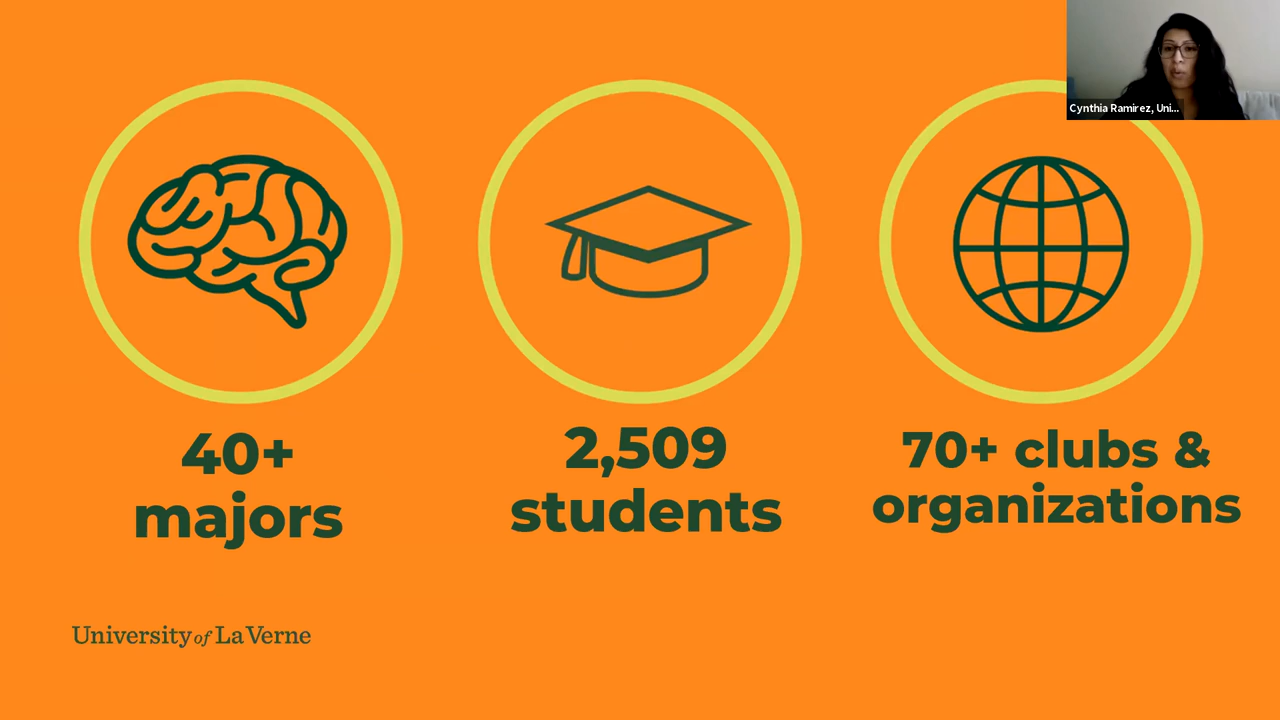 Cynthia Ramirez, Uni...
40+
majors
2,509
students
70+ clubs &
organizations
University of La Verne